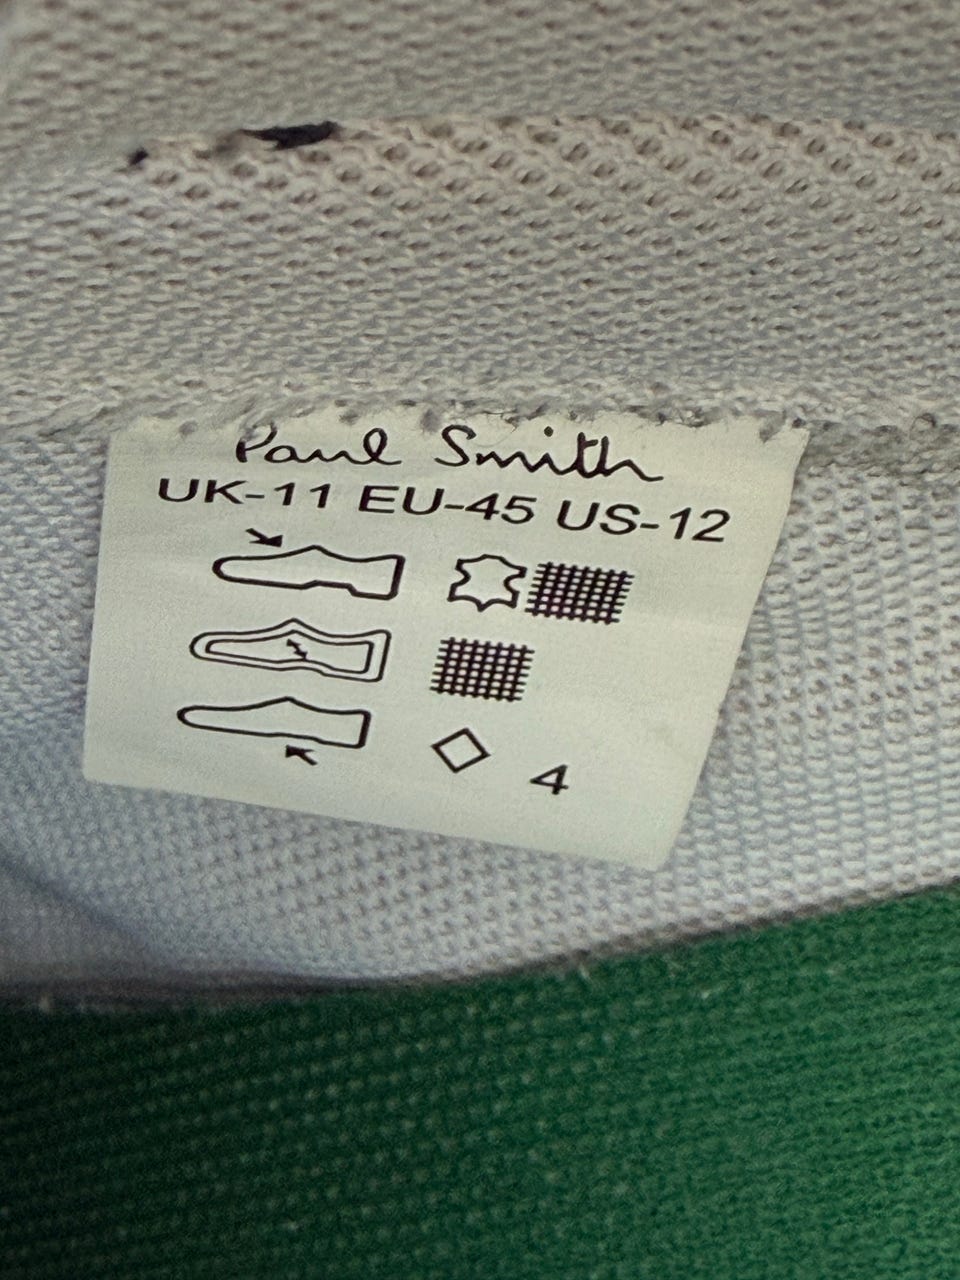 Paul Smith
UK-11 EU-45 US-12
4